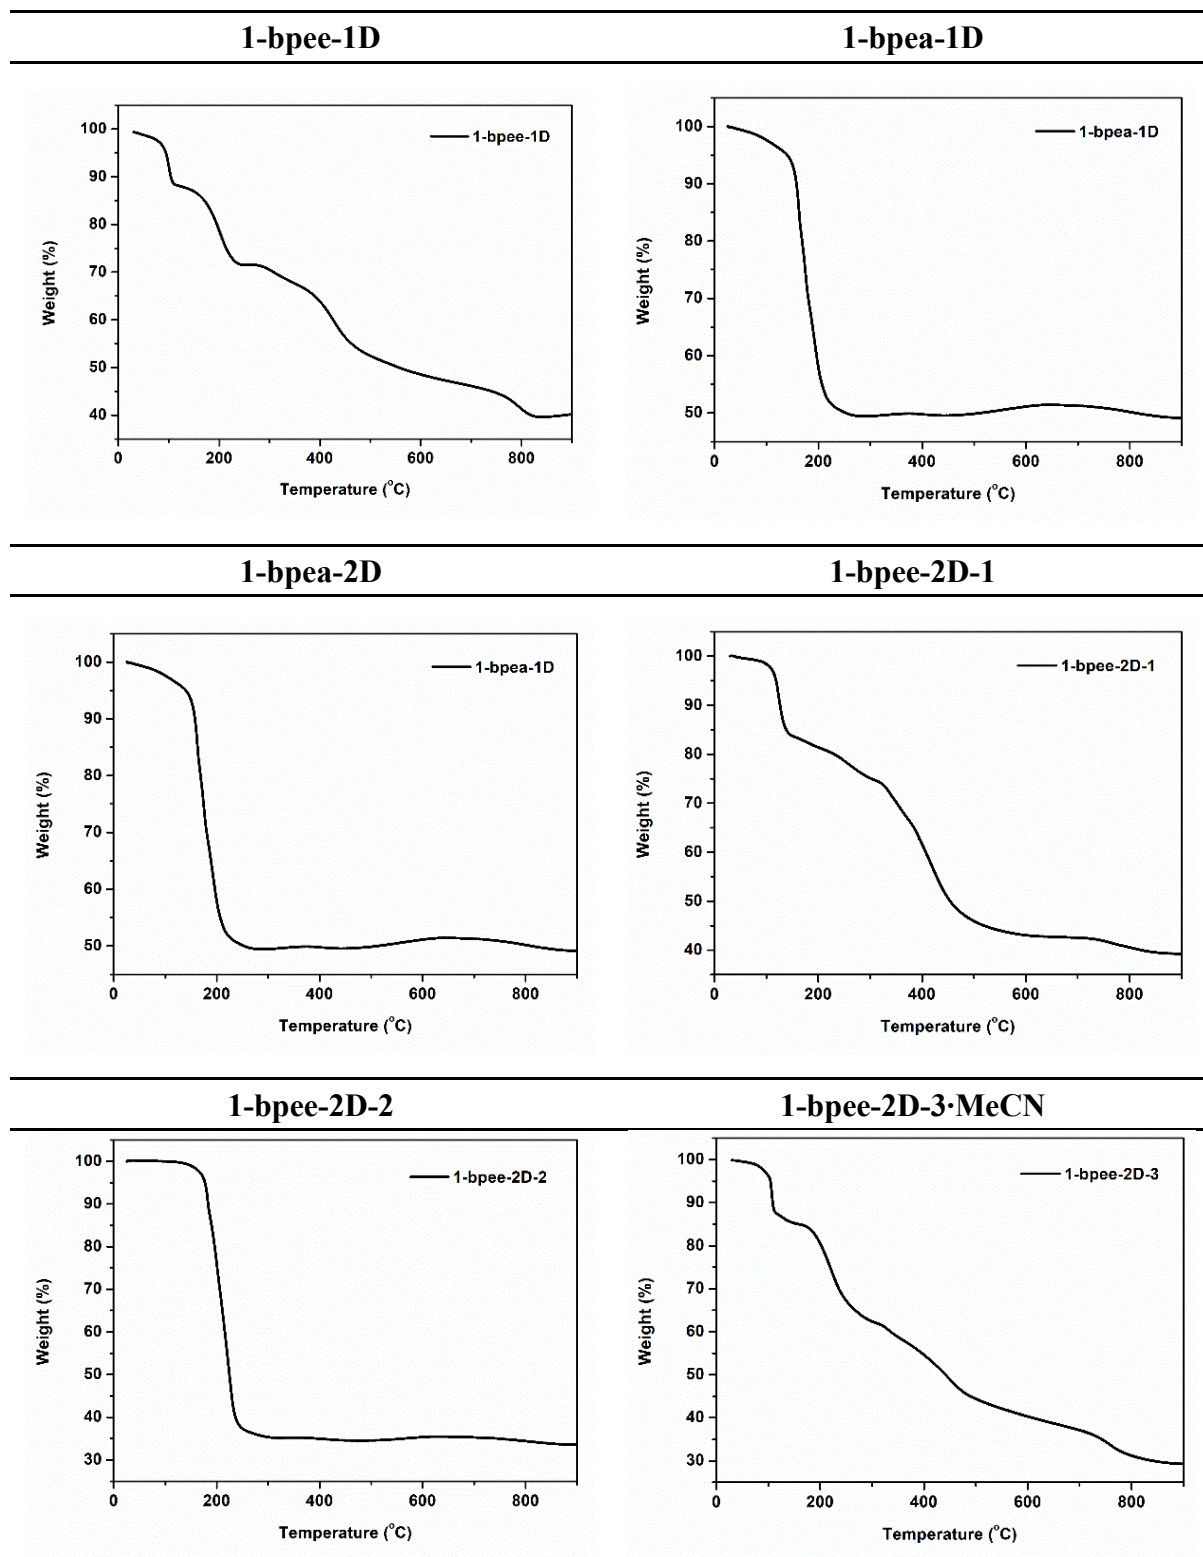 1-bpee-1D 1-bpea-1D
1-bpee-1D
100
90
80
70
60
50
40
Weight (%)
0 200 400 600 800
Temperature (°C)
1-bpea-1D
100
90
80
70
60
50
Weight (%)
0 200 400 600 800
Temperature (°C)
1-bpea-2D 1-bpee-2D-1
1-bpea-1D
100
90
80
70
60
50
Weight (%)
0 200 400 600 800
Temperature (°C)
1-bpee-2D-1
100
90
80
70
60
50
40
Weight (%)
0 200 400 600 800
Temperature (°C)
1-bpee-2D-2 1-bpee-2D-3·MeCN
1-bpee-2D-2
100
90
80
70
60
50
40
30
Weight (%)
0 200 400 600 800
Temperature (°C)
1-bpee-2D-3
100
90
80
70
60
50
40
30
Weight (%)
0 200 400 600 800
Temperature (°C)